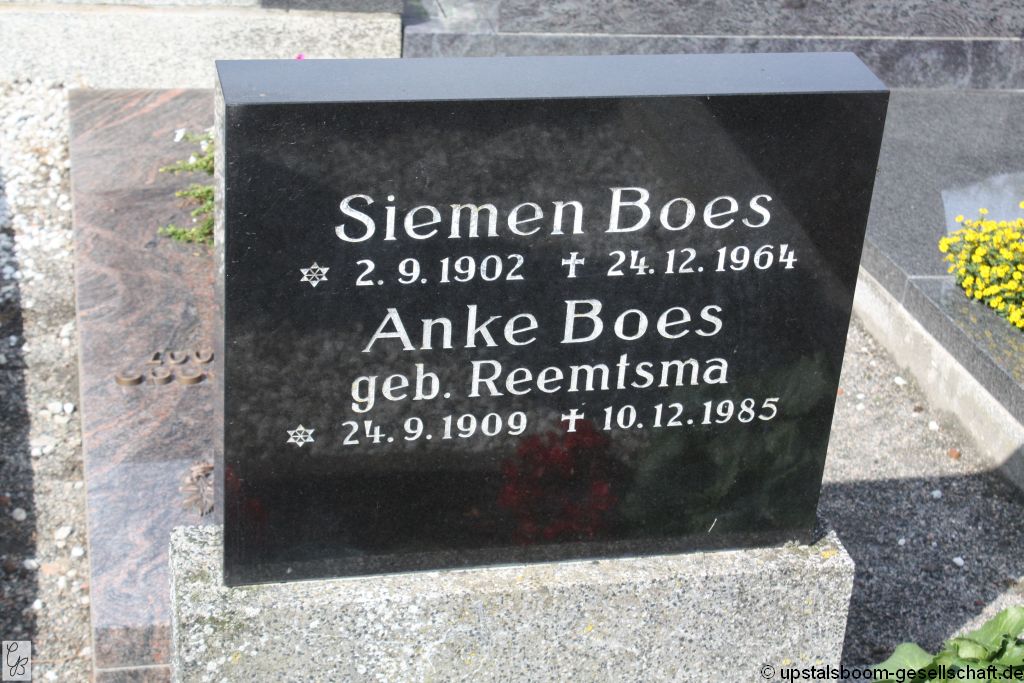 Siemen Boes
✡ 2.9.1902 ✝ 24.12.1964
Anke Boes
geb. Reemtsma
✡ 24.9.1909 ✝ 10.12.1985
© upstalsboom-gesellschaft.de